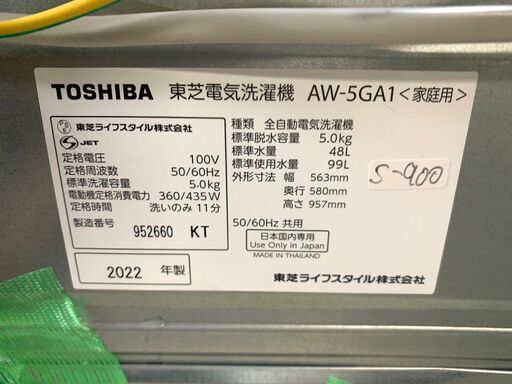 TOSHIBA 東芝電気洗濯機 AW-5GA1<家庭用>
東芝ライフスタイル株式会社
S JET
定格電圧 100V
定格周波数 50/60Hz
標準洗濯容量 5.0kg
電動機定格消費電力 360/435W
定格時間 洗いのみ 11分
製造番号 952660 KT
2022 年製
種類 全自動電気洗濯機
標準脱水容量 5.0kg
標準水量 48L
標準使用水量 99L
外形寸法 幅 563mm
奥行 580mm
高さ 957mm
50/60Hz 共用
日本国内専用
Use Only in Japan
MADE IN THAILAND
東芝ライフスタイル株式会社
S-900